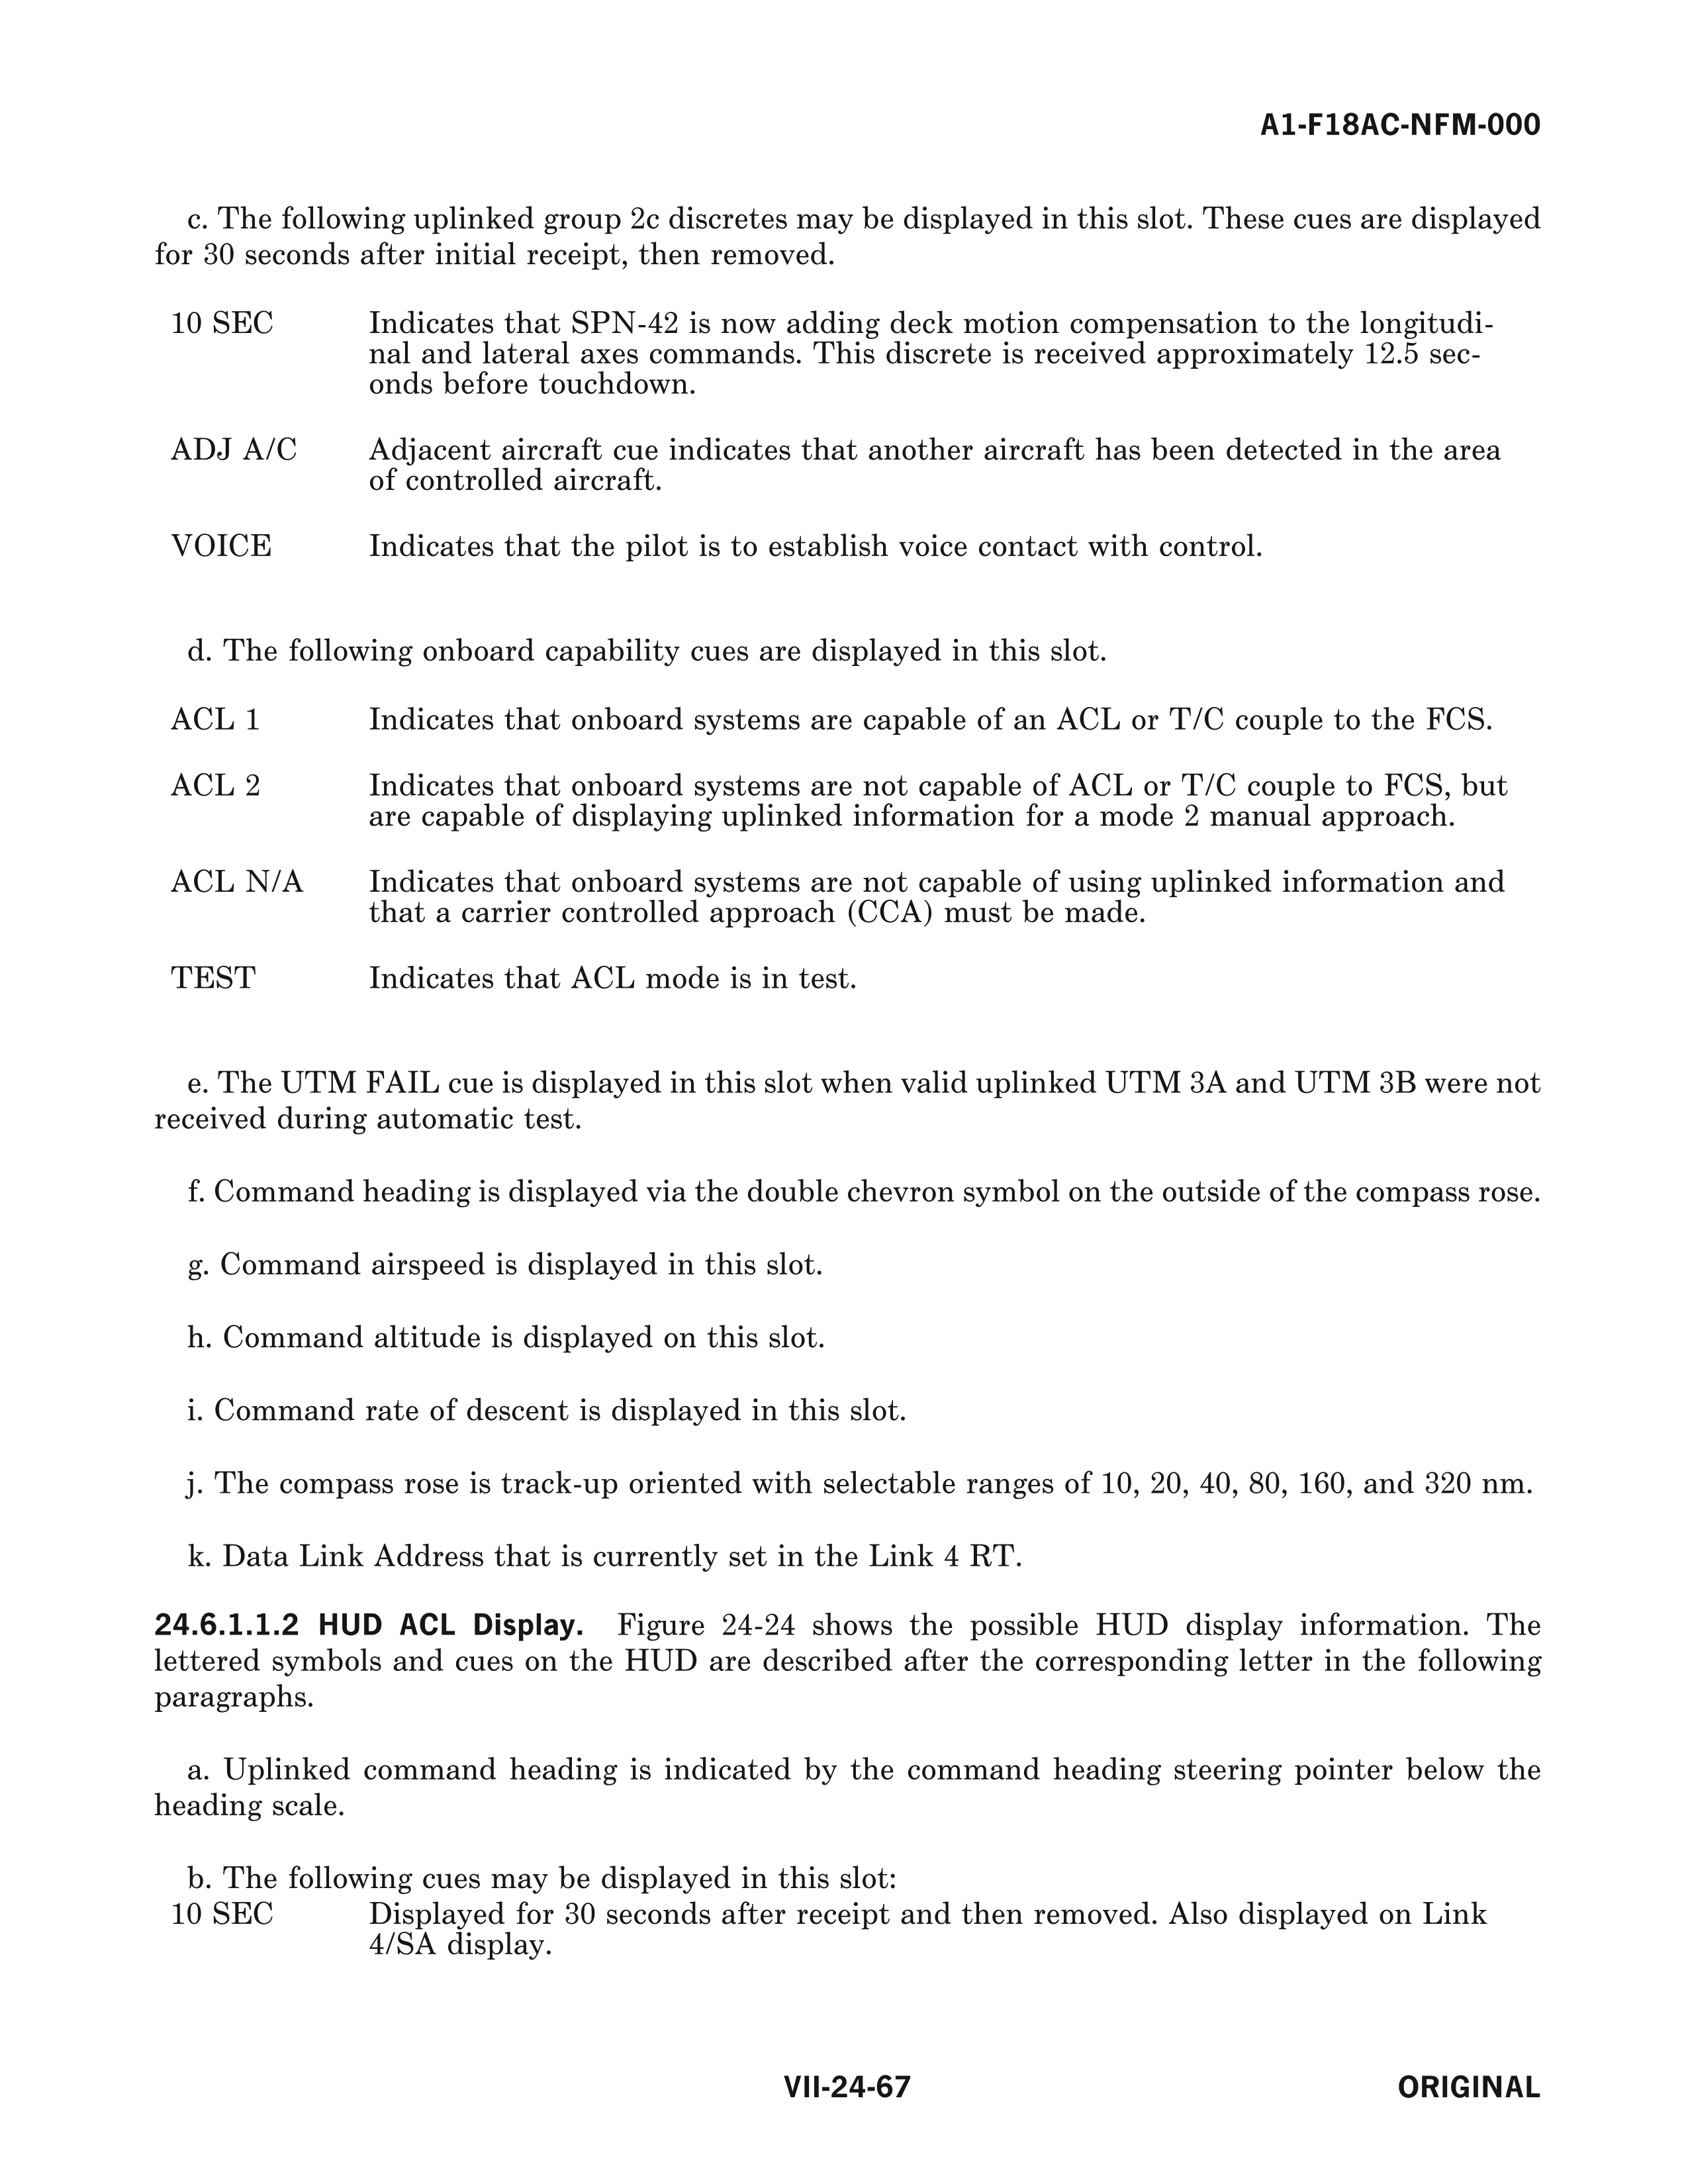 A1-F18AC-NFM-000
c. The following uplinked group 2c discretes may be displayed in this slot. These cues are displayed
for 30 seconds after initial receipt, then removed.
10 SEC Indicates that SPN-42 is now adding deck motion compensation to the longitudi-
nal and lateral axes commands. This discrete is received approximately 12.5 sec-
onds before touchdown.
ADJ A/C Adjacent aircraft cue indicates that another aircraft has been detected in the area
of controlled aircraft.
VOICE Indicates that the pilot is to establish voice contact with control.
d. The following onboard capability cues are displayed in this slot.
ACL 1 Indicates that onboard systems are capable of an ACL or T/C couple to the FCS.
ACL 2 Indicates that onboard systems are not capable of ACL or T/C couple to FCS, but
are capable of displaying uplinked information for a mode 2 manual approach.
ACL N/A Indicates that onboard systems are not capable of using uplinked information and
that a carrier controlled approach (CCA) must be made.
TEST Indicates that ACL mode is in test.
e. The UTM FAIL cue is displayed in this slot when valid uplinked UTM 3A and UTM 3B were not
received during automatic test.
f. Command heading is displayed via the double chevron symbol on the outside of the compass rose.
g. Command airspeed is displayed in this slot.
h. Command altitude is displayed on this slot.
i. Command rate of descent is displayed in this slot.
j. The compass rose is track-up oriented with selectable ranges of 10, 20, 40, 80, 160, and 320 nm.
k. Data Link Address that is currently set in the Link 4 RT.
24.6.1.1.2 HUD ACL Display. Figure 24-24 shows the possible HUD display information. The
lettered symbols and cues on the HUD are described after the corresponding letter in the following
paragraphs.
a. Uplinked command heading is indicated by the command heading steering pointer below the
heading scale.
b. The following cues may be displayed in this slot:
10 SEC Displayed for 30 seconds after receipt and then removed. Also displayed on Link
4/SA display.
VII-24-67 ORIGINAL